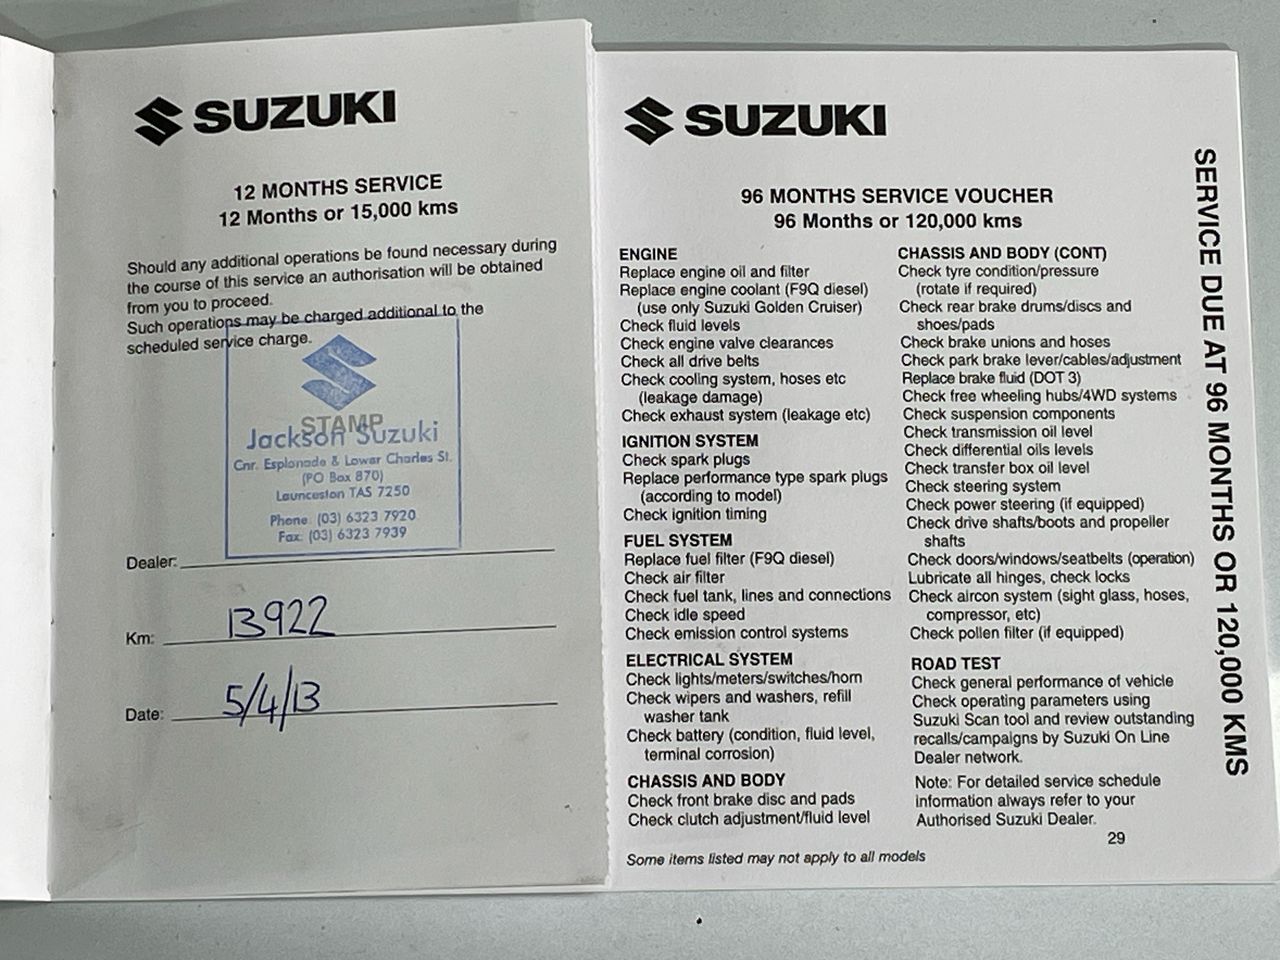 SUZUKI
12 MONTHS SERVICE
12 Months or 15,000 kms
Should any additional operations be found necessary during
the course of this service an authorisation will be obtained
from you to proceed.
Such operations may be charged additional to the
scheduled service charge.
STAMP
Jackson Suzuki
Cnr. Esplanade & Lower Charles St.
(PO Box 870)
Launceston TAS 7250
Phone: (03) 6323 7920
Fax: (03) 6323 7939
Dealer:
Km: 13922
Date: 5/4/13
SUZUKI
96 MONTHS SERVICE VOUCHER
96 Months or 120,000 kms
ENGINE
Replace engine oil and filter
Replace engine coolant (F9Q diesel)
(use only Suzuki Golden Cruiser)
Check fluid levels
Check engine valve clearances
Check all drive belts
Check cooling system, hoses etc
(leakage damage)
Check exhaust system (leakage etc)
IGNITION SYSTEM
Check spark plugs
Replace performance type spark plugs
(according to model)
Check ignition timing
FUEL SYSTEM
Replace fuel filter (F9Q diesel)
Check air filter
Check fuel tank, lines and connections
Check idle speed
Check emission control systems
ELECTRICAL SYSTEM
Check lights/meters/switches/horn
Check wipers and washers, refill
washer tank
Check battery (condition, fluid level,
terminal corrosion)
CHASSIS AND BODY
Check front brake disc and pads
Check clutch adjustment/fluid level
CHASSIS AND BODY (CONT)
Check tyre condition/pressure
(rotate if required)
Check rear brake drums/discs and
shoes/pads
Check brake unions and hoses
Check park brake lever/cables/adjustment
Replace brake fluid (DOT 3)
Check free wheeling hubs/4WD systems
Check suspension components
Check transmission oil level
Check differential oils levels
Check transfer box oil level
Check steering system
Check power steering (if equipped)
Check drive shafts/boots and propeller
shafts
Check doors/windows/seatbelts (operation)
Lubricate all hinges, check locks
Check aircon system (sight glass, hoses,
compressor, etc)
Check pollen filter (if equipped)
ROAD TEST
Check general performance of vehicle
Check operating parameters using
Suzuki Scan tool and review outstanding
recalls/campaigns by Suzuki On Line
Dealer network.
Note: For detailed service schedule
information always refer to your
Authorised Suzuki Dealer.
29
Some items listed may not apply to all models
SERVICE DUE AT 96 MONTHS OR 120,000 KMS